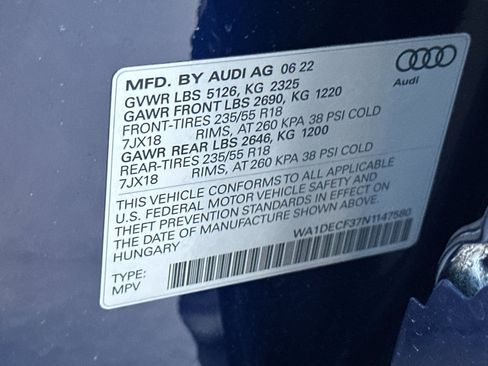 MFD. BY AUDI AG 06 22
GVWR LBS 5126, KG 2325
GAWR FRONT LBS 2690, KG 1220
FRONT-TIRES 235/55 R18
7JX18 RIMS, AT 260 KPA 38 PSI COLD
GAWR REAR LBS 2646, KG 1200
REAR-TIRES 235/55 R18
7JX18 RIMS, AT 260 KPA 38 PSI COLD
Audi
THIS VEHICLE CONFORMS TO ALL APPLICABLE
U.S. FEDERAL MOTOR VEHICLE SAFETY AND
THEFT PREVENTION STANDARDS IN EFFECT ON
THE DATE OF MANUFACTURE SHOWN ABOVE.
HUNGARY
WA1DECF37N1147580
TYPE:
MPV